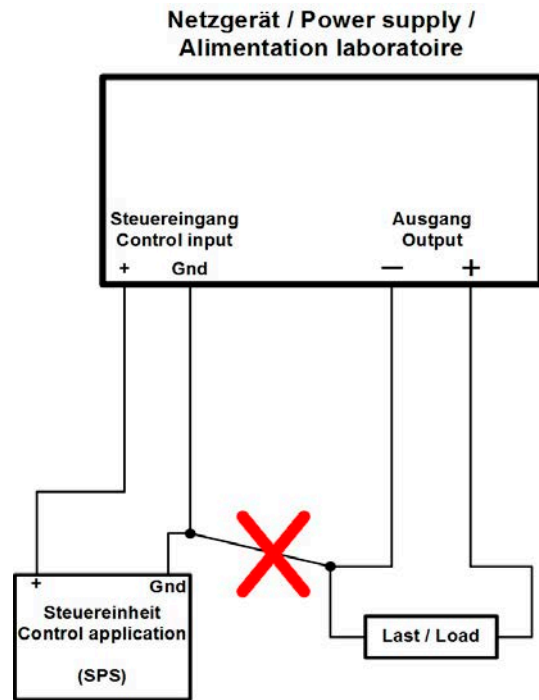 Netzgerät / Power supply /
Alimentation laboratoire
Steuereingang
Control input
+ Gnd
Ausgang
Output
− +
+ Gnd
Steuereinheit
Control application
(SPS)
Last / Load